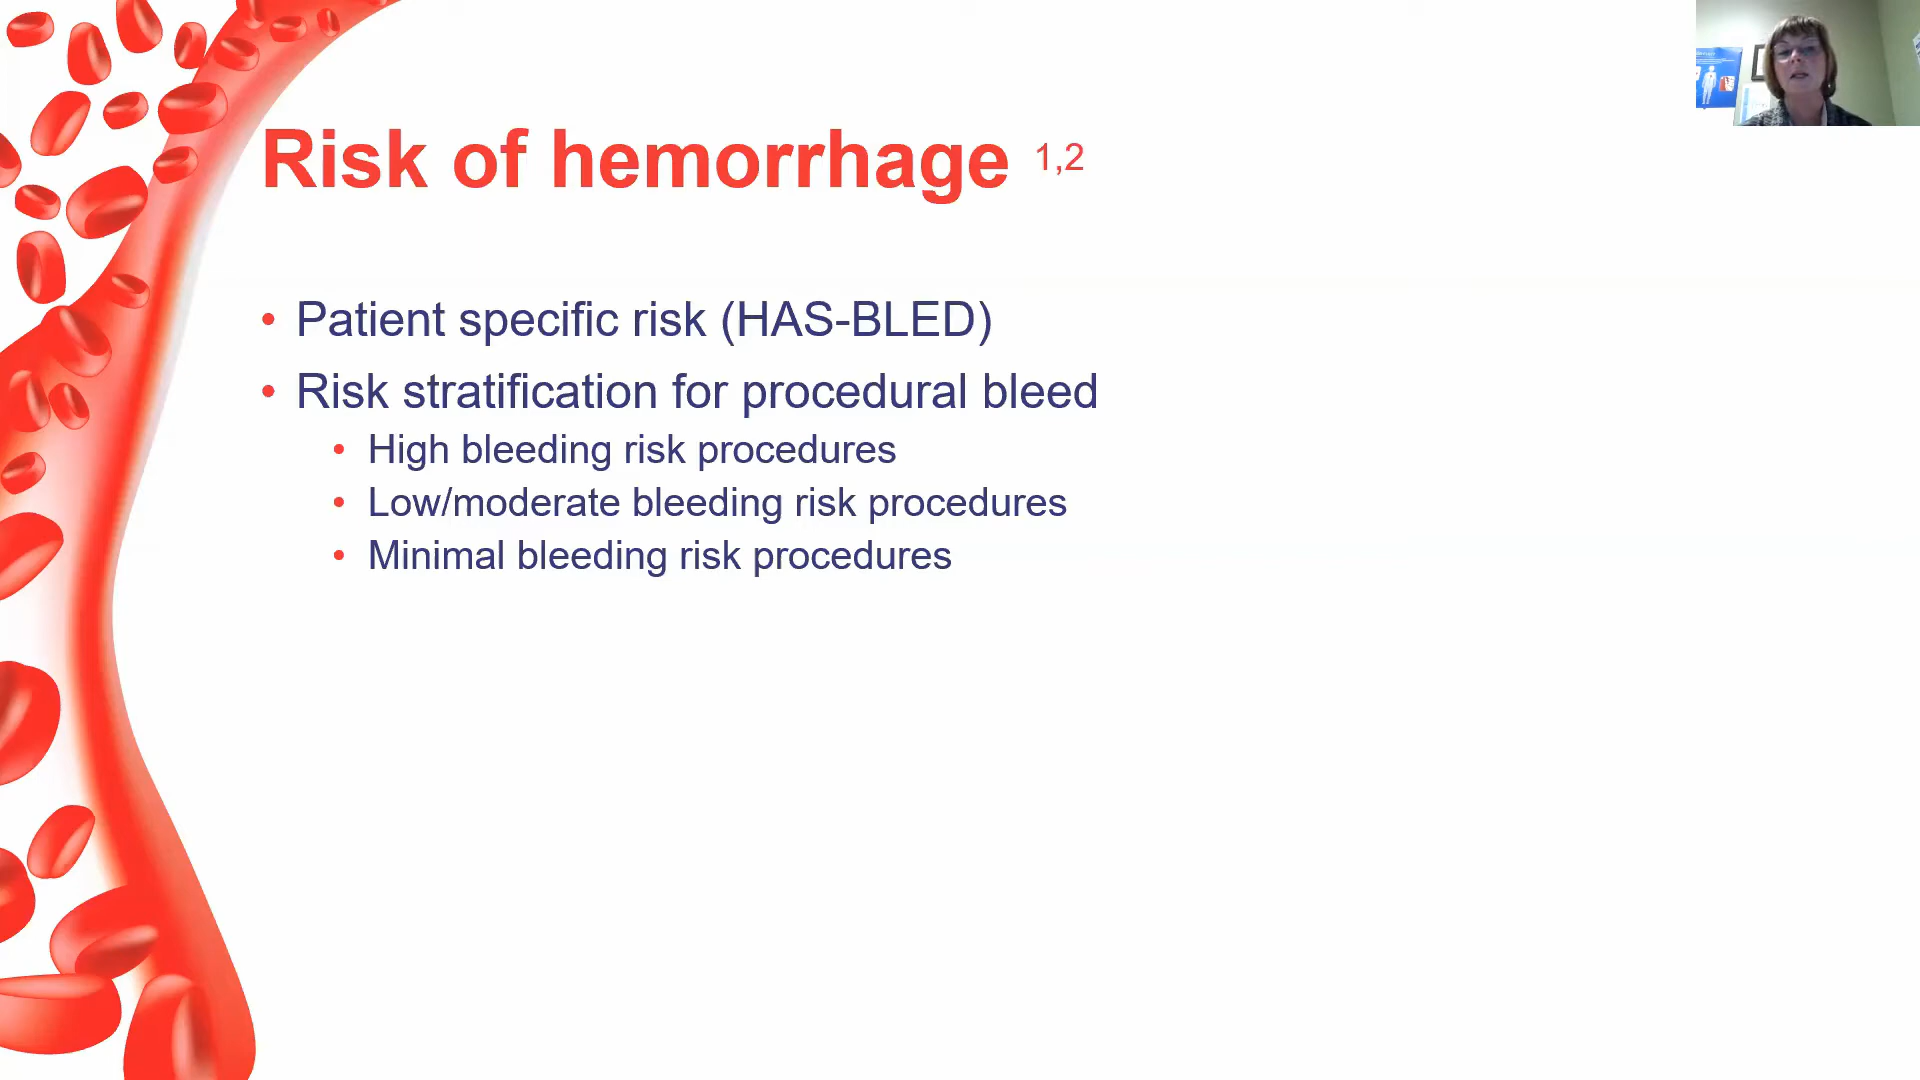 Risk of hemorrhage 1,2
• Patient specific risk (HAS-BLED)
• Risk stratification for procedural bleed
• High bleeding risk procedures
• Low/moderate bleeding risk procedures
• Minimal bleeding risk procedures